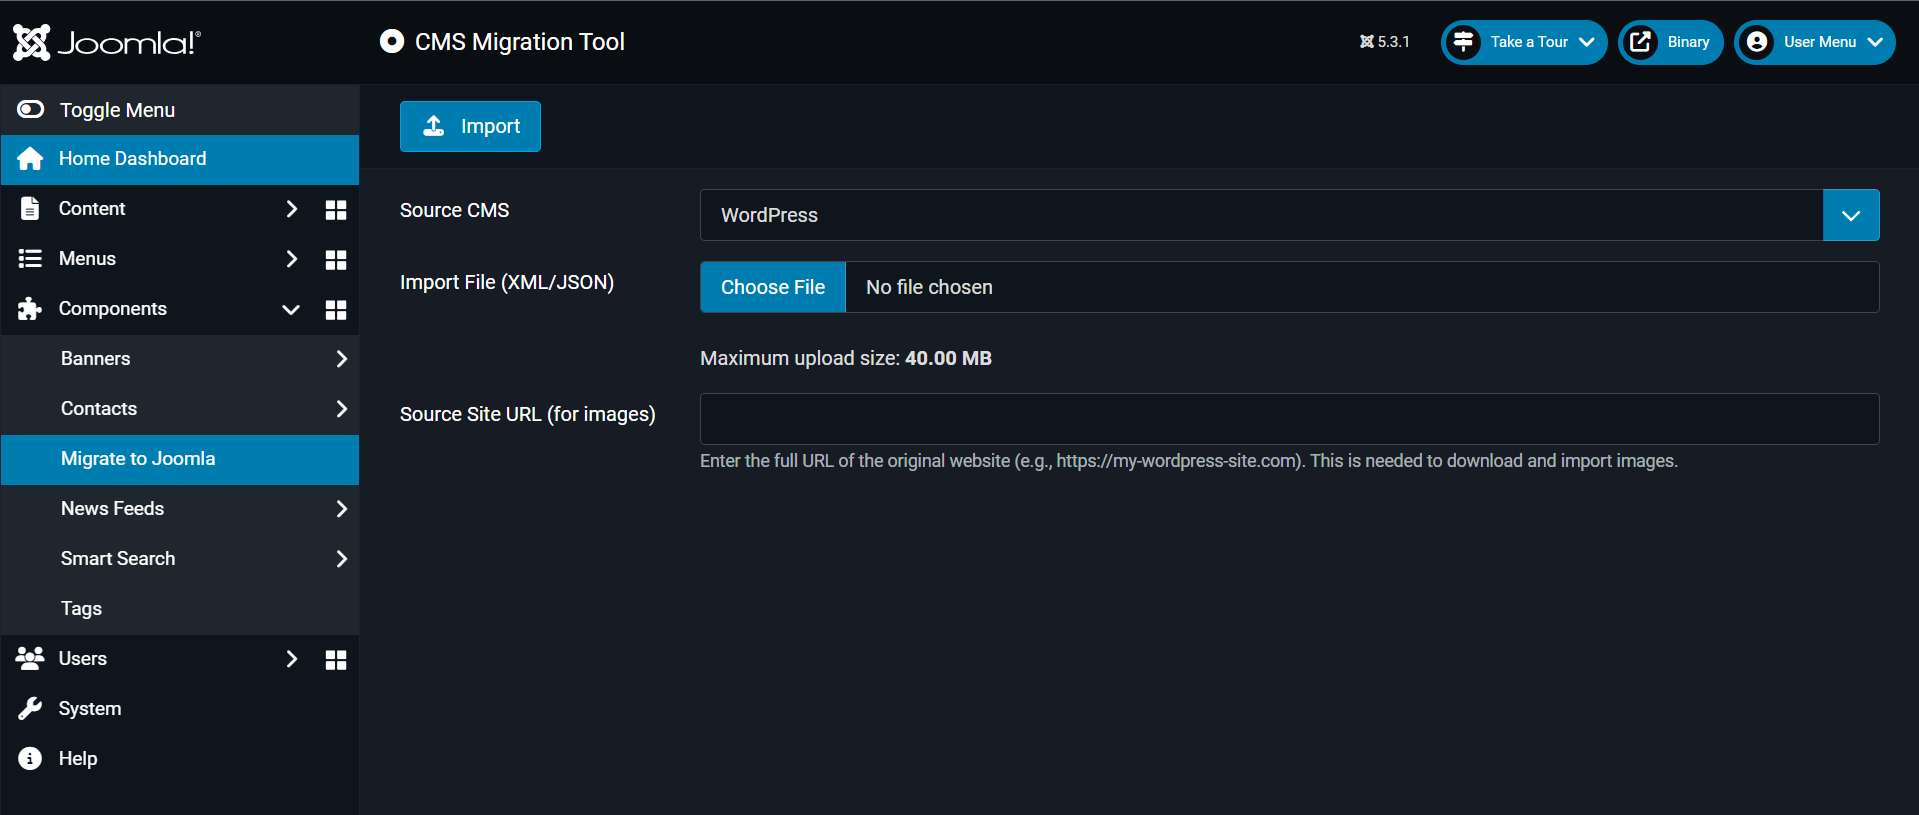 Joomla!®
CMS Migration Tool
5.3.1
Take a Tour
Binary
User Menu
Toggle Menu
Home Dashboard
Content
Menus
Components
Banners
Contacts
Migrate to Joomla
News Feeds
Smart Search
Tags
Users
System
Help
Import
Source CMS
WordPress
Import File (XML/JSON)
Choose File No file chosen
Maximum upload size: 40.00 MB
Source Site URL (for images)
Enter the full URL of the original website (e.g., https://my-wordpress-site.com). This is needed to download and import images.